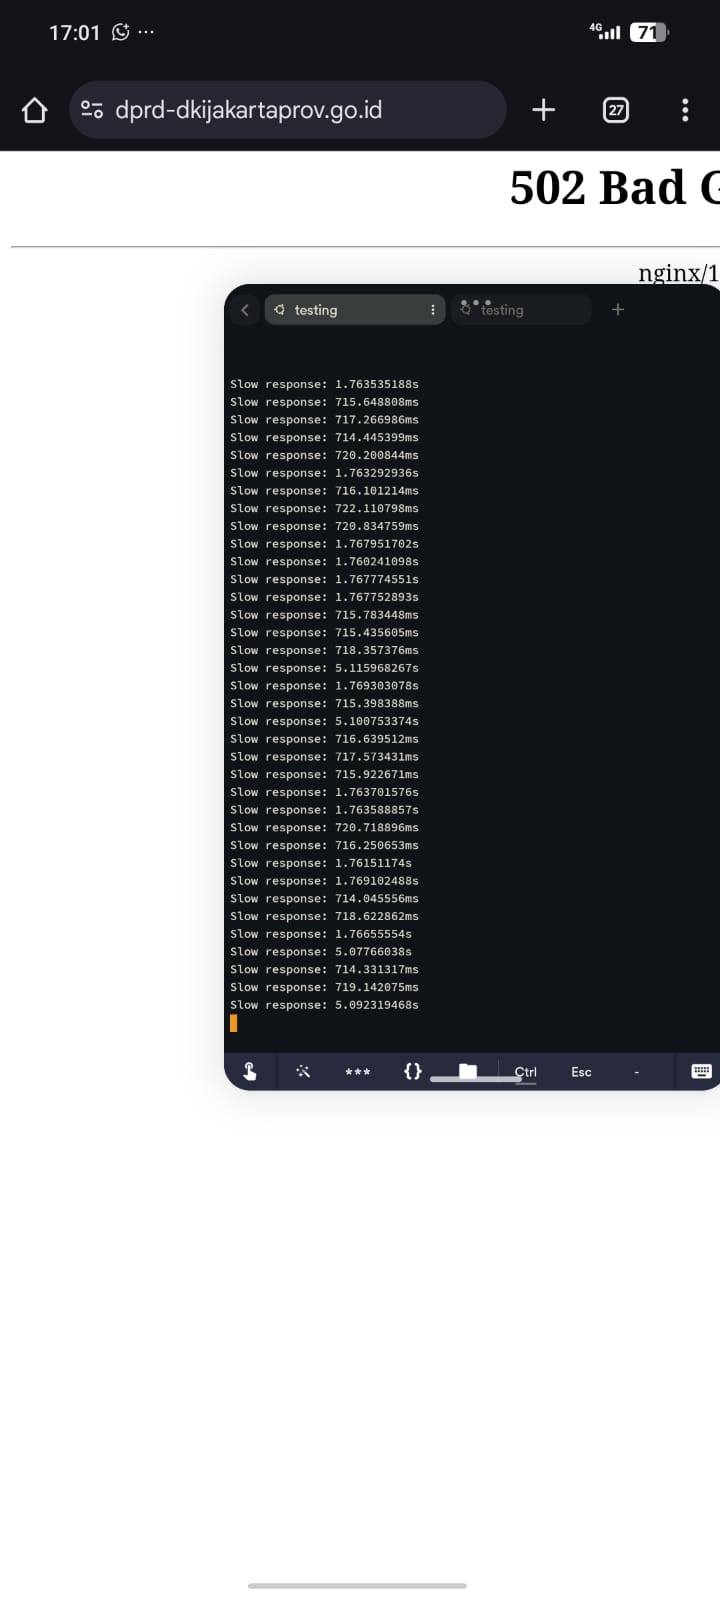 17:01
4G
71
dprd-dkijakartaprov.go.id
27
502 Bad G
nginx/1
testing
testing
Slow response: 1.763535188s
Slow response: 715.648808ms
Slow response: 717.266986ms
Slow response: 714.445399ms
Slow response: 720.200844ms
Slow response: 1.763292936s
Slow response: 716.101214ms
Slow response: 722.110798ms
Slow response: 720.834759ms
Slow response: 1.767951702s
Slow response: 1.760241098s
Slow response: 1.767774551s
Slow response: 1.767752893s
Slow response: 715.783448ms
Slow response: 715.435605ms
Slow response: 718.357376ms
Slow response: 5.115968267s
Slow response: 1.769303078s
Slow response: 715.398388ms
Slow response: 5.100753374s
Slow response: 716.639512ms
Slow response: 717.573431ms
Slow response: 715.922671ms
Slow response: 1.763701576s
Slow response: 1.763588857s
Slow response: 720.718896ms
Slow response: 716.250653ms
Slow response: 1.76151174s
Slow response: 1.769102488s
Slow response: 714.045556ms
Slow response: 718.622862ms
Slow response: 1.76655554s
Slow response: 5.07766038s
Slow response: 714.331317ms
Slow response: 719.142075ms
Slow response: 5.092319468s
*** {} Ctrl Esc -